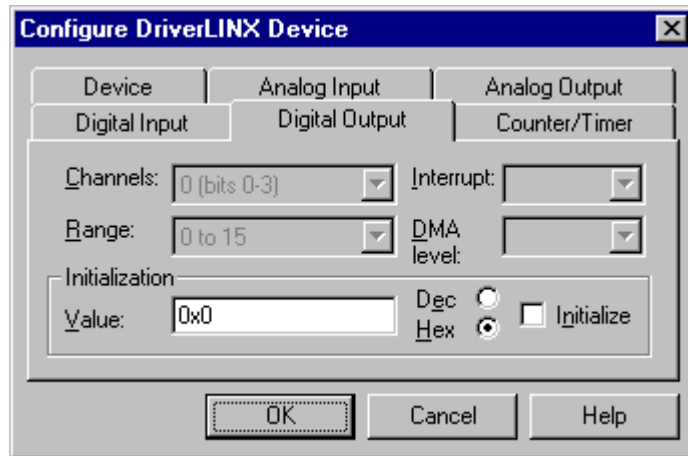 Configure DriverLINX Device
Device Analog Input Analog Output
Digital Input Digital Output Counter/Timer
Channels: 0 (bits 0-3) Interrupt:
Range: 0 to 15 DMA level:
Initialization
Value: 0x0 Dec
Hex Initialize
OK Cancel Help